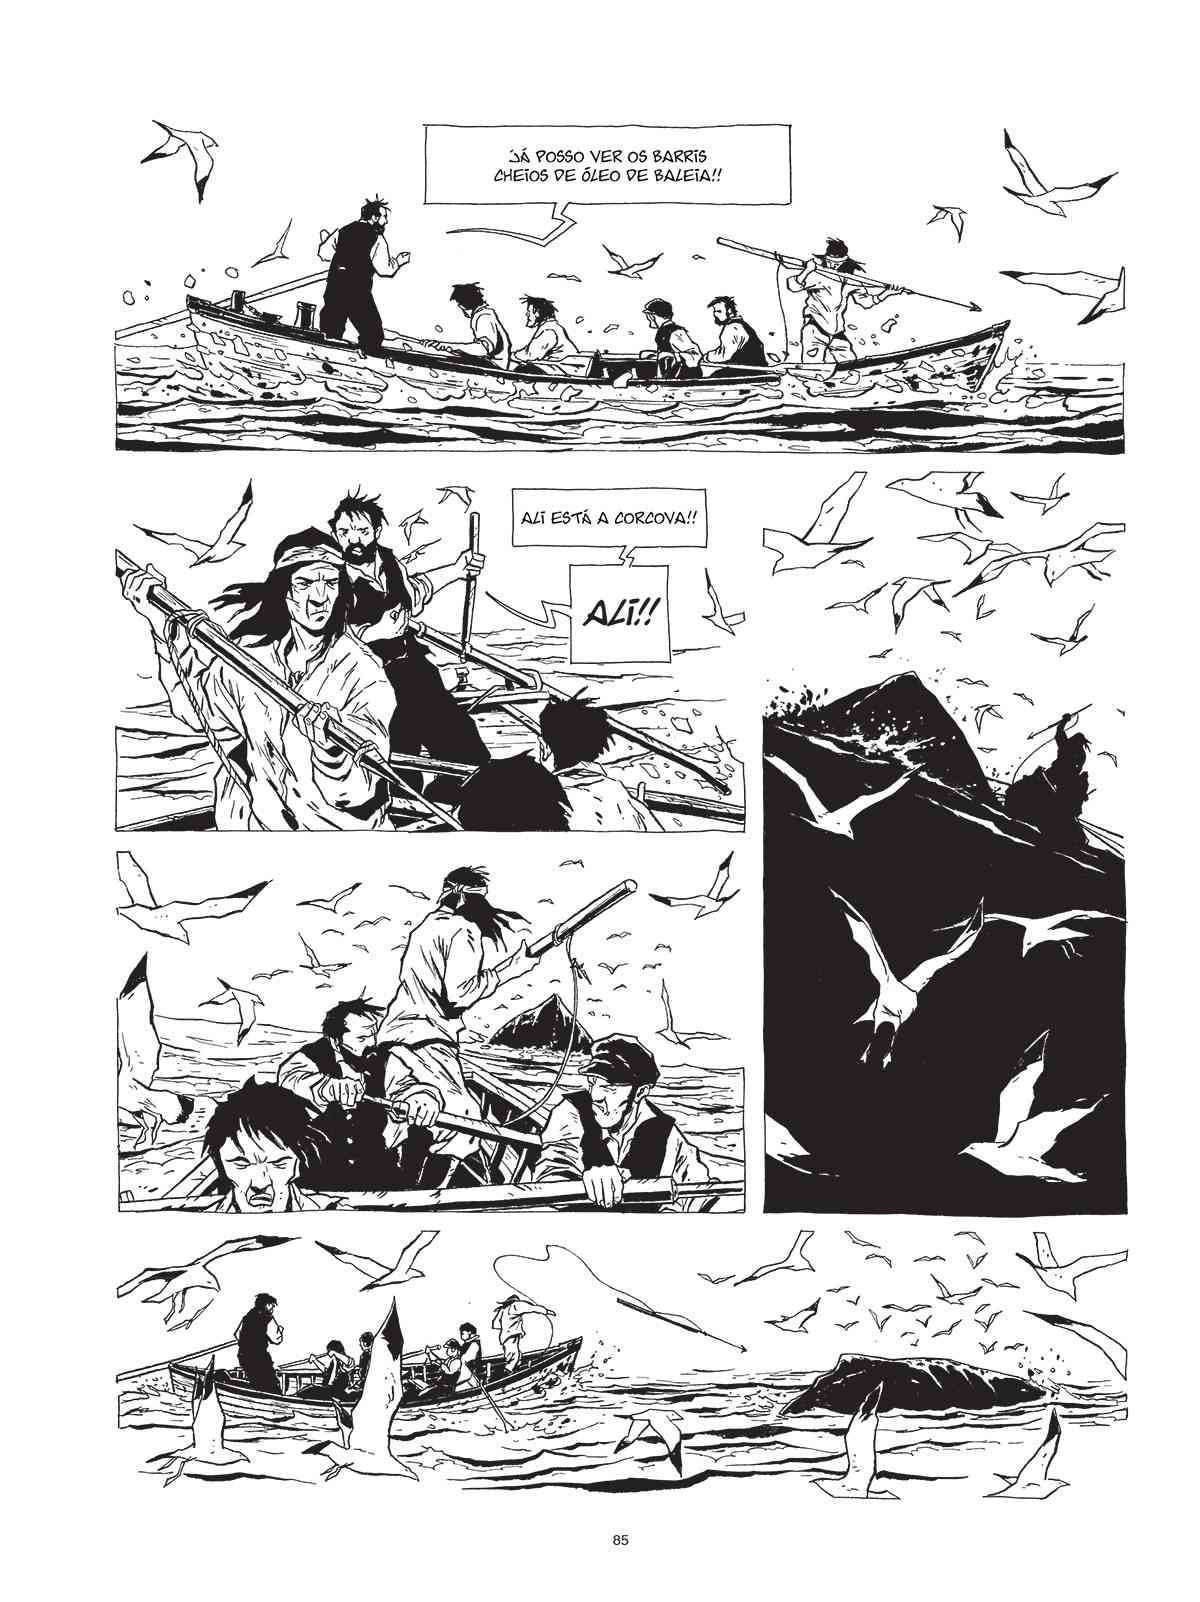 JÁ POSSO VER OS BARRIS
CHEIOS DE ÓLEO DE BALEIA!!
ALI ESTÁ A CORCOVA!!
ALI!!
85